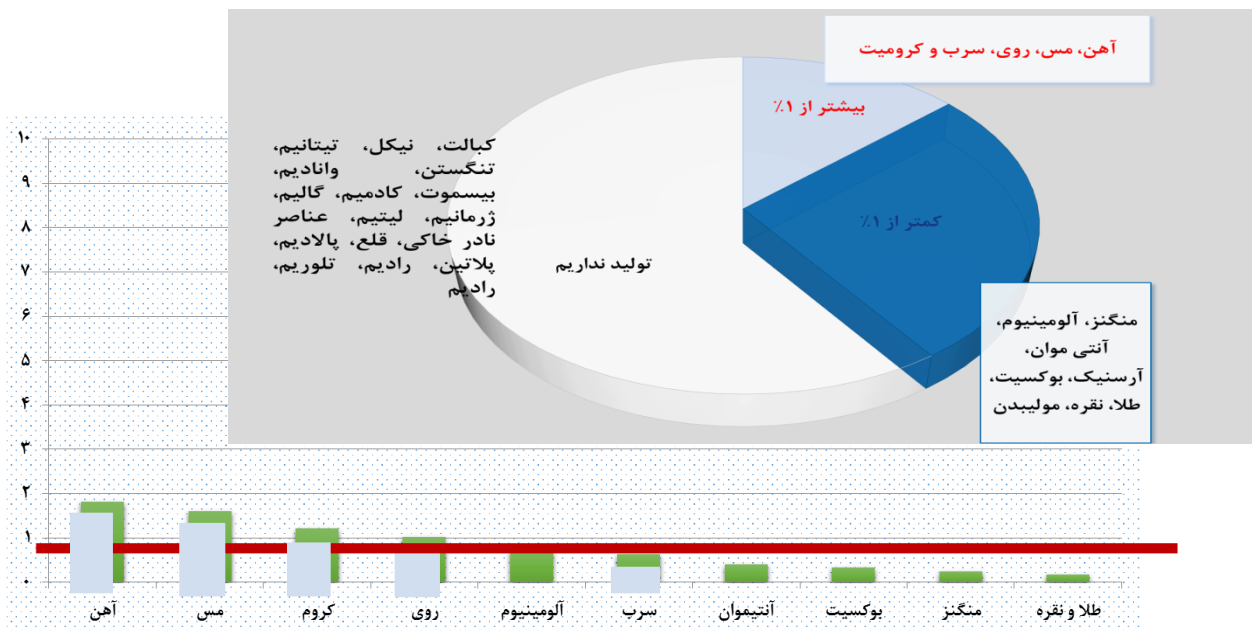 آهن، مس، روی، سرب و کرومیت
بیشتر از ۱٪
کمتر از ۱٪
تولید نداریم
کبالت، نیکل، تیتانیم،
تنگستن، وانادیم،
بیسموت، کادمیم، گالیم،
ژرمانیم، لیتیم، عناصر
نادر خاکی، قلع، پالادیم،
پلاتین، رادیم، تلوریم،
رادیم
منگنز، آلومینیوم،
آنتی موان،
آرسنیک، بوکسیت،
طلا، نقره، مولیبدن
۱۰
۹
۸
۷
۶
۵
۴
۳
۲
۱
۰
آهن
مس
کروم
روی
آلومینیوم
سرب
آنتیموان
بوکسیت
منگنز
طلا و نقره